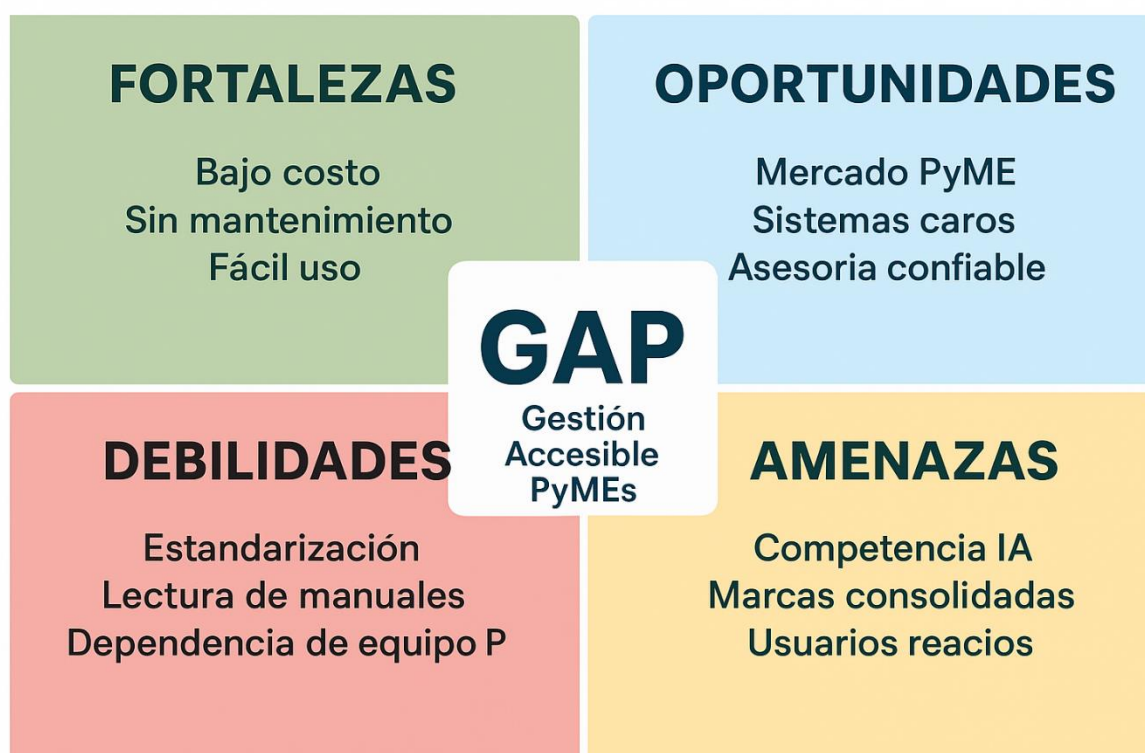 FORTALEZAS
Bajo costo
Sin mantenimiento
Fácil uso
OPORTUNIDADES
Mercado PyME
Sistemas caros
Asesoria confiable
GAP
Gestión
Accesible
PyMEs
DEBILIDADES
Estandarización
Lectura de manuales
Dependencia de equipo P
AMENAZAS
Competencia IA
Marcas consolidadas
Usuarios reacios